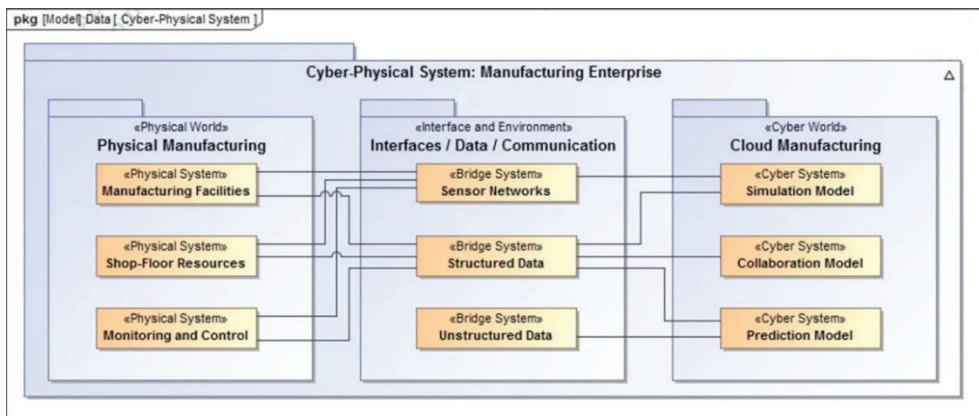 pkg [Model] Data [ Cyber-Physical System ]
Cyber-Physical System: Manufacturing Enterprise
«Physical World»
Physical Manufacturing
«Physical System»
Manufacturing Facilities
«Physical System»
Shop-Floor Resources
«Physical System»
Monitoring and Control
«Interface and Environment»
Interfaces / Data / Communication
«Bridge System»
Sensor Networks
«Bridge System»
Structured Data
«Bridge System»
Unstructured Data
«Cyber World»
Cloud Manufacturing
«Cyber System»
Simulation Model
«Cyber System»
Collaboration Model
«Cyber System»
Prediction Model